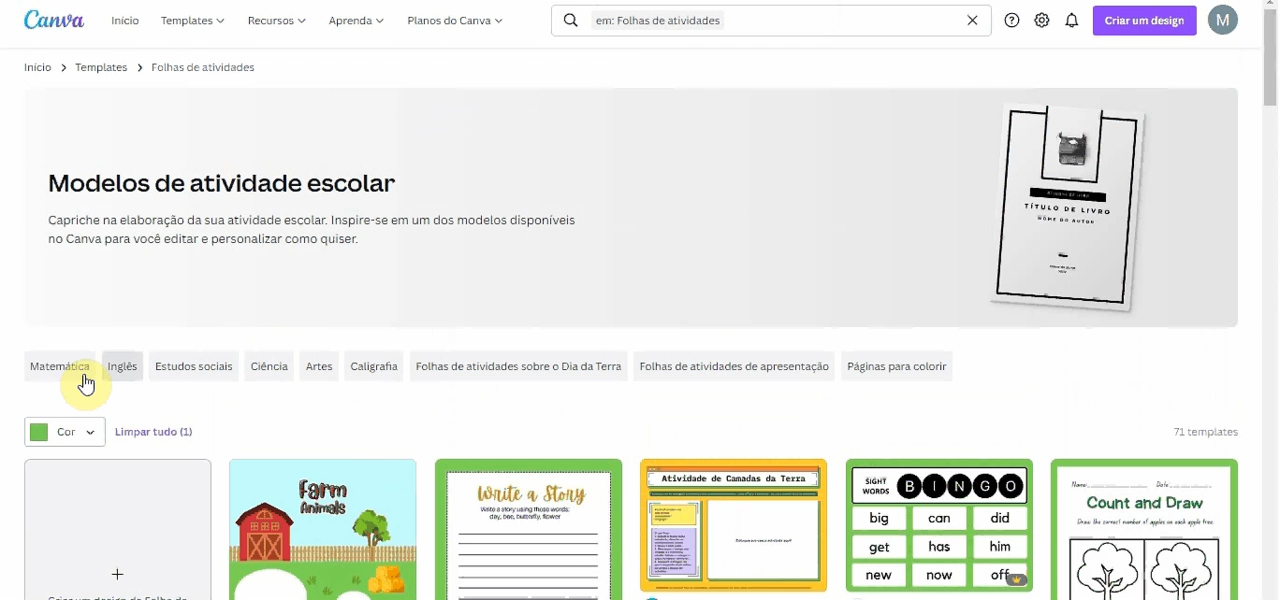 Canva
Início
Templates
Recursos
Aprenda
Planos do Canva
em: Folhas de atividades
Criar um design
M
Início > Templates > Folhas de atividades
Modelos de atividade escolar
Capriche na elaboração da sua atividade escolar. Inspire-se em um dos modelos disponíveis
no Canva para você editar e personalizar como quiser.
TÍTULO DE LIVRO
NOME DO AUTOR
Matemática
Inglês
Estudos sociais
Ciência
Artes
Caligrafia
Folhas de atividades sobre o Dia da Terra
Folhas de atividades de apresentação
Páginas para colorir
Cor
Limpar tudo (1)
71 templates
Farm
Animals
Write a Story
Write a story using these words:
day, bee, butterfly, flower
Atividade de Camadas da Terra
SIGHT
WORDS
BINGO
big can did
get has him
new now off
Name
Date
Count and Draw
Draw the correct number of apples on each apple tree.